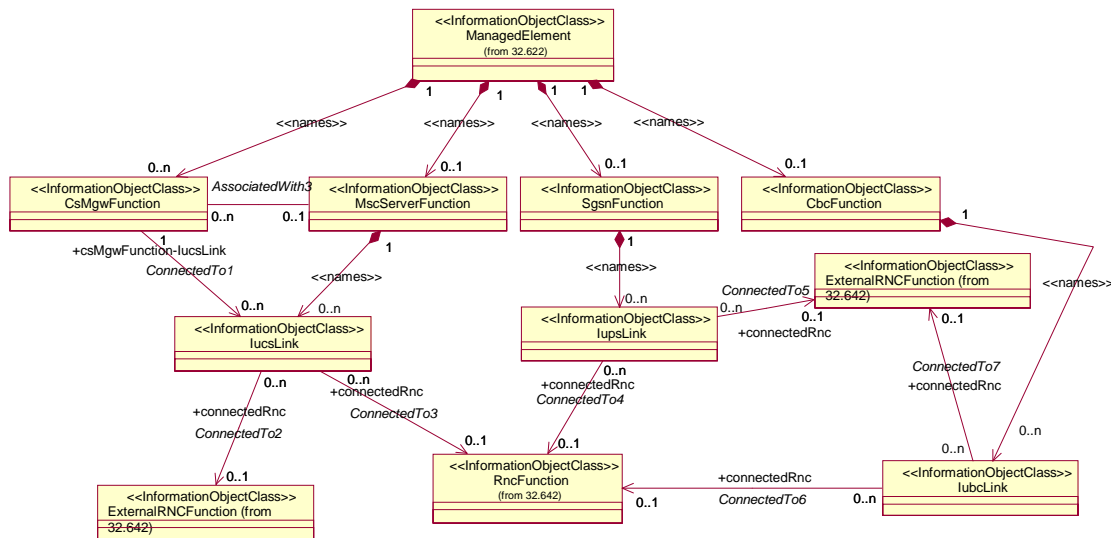 <<InformationObjectClass>>
ManagedElement
(from 32.622)
1
1
1
1
<<names>>
<<names>>
<<names>>
<<names>>
0..n
0..1
0..1
0..1
<<InformationObjectClass>>
CsMgwFunction
AssociatedWith3
0..n
0..1
<<InformationObjectClass>>
MscServerFunction
<<InformationObjectClass>>
SgsnFunction
<<InformationObjectClass>>
CbcFunction
1
1
1
1
+csMgwFunction-IucsLink
ConnectedTo1
<<names>>
<<names>>
<<names>>
0..n
0..n
0..n
0..n
<<InformationObjectClass>>
ExternalRNCFunction (from
32.642)
<<InformationObjectClass>>
IucsLink
<<InformationObjectClass>>
IupsLink
ConnectedTo5
0..n
0..1
+connectedRnc
0..1
ConnectedTo7
+connectedRnc
0..n
0..n
+connectedRnc
ConnectedTo2
0..1
0..n
+connectedRnc
ConnectedTo3
0..1
0..n
+connectedRnc
ConnectedTo4
0..1
<<InformationObjectClass>>
RncFunction
(from 32.642)
+connectedRnc
0..1
ConnectedTo6
0..n
<<InformationObjectClass>>
IubcLink
<<InformationObjectClass>>
ExternalRNCFunction (from
32.642)